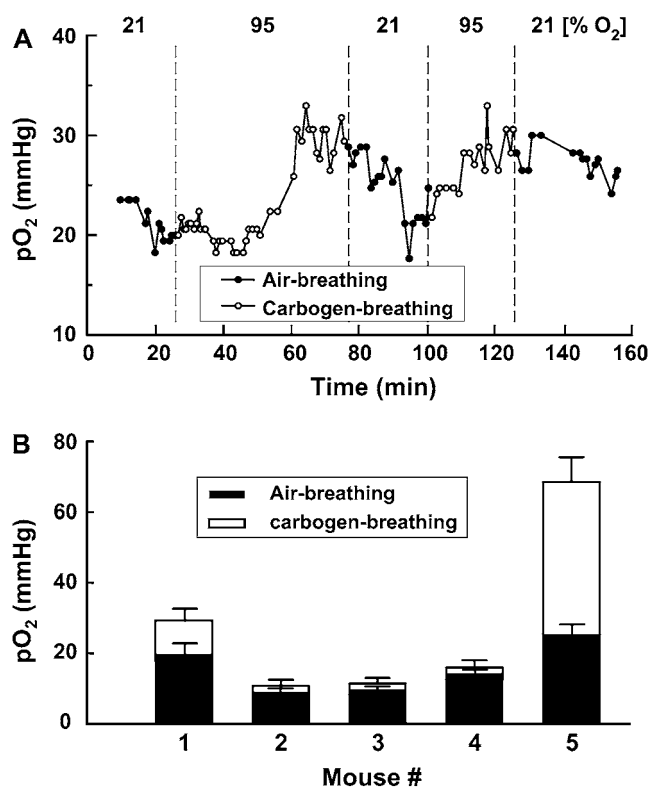 A
21 95 21 95 21 [% O₂]
40
30
20
10
pO₂ (mmHg)
Air-breathing
Carbogen-breathing
0 20 40 60 80 100 120 140 160
Time (min)
B
80
60
40
20
0
pO₂ (mmHg)
Air-breathing
carbogen-breathing
1 2 3 4 5
Mouse #